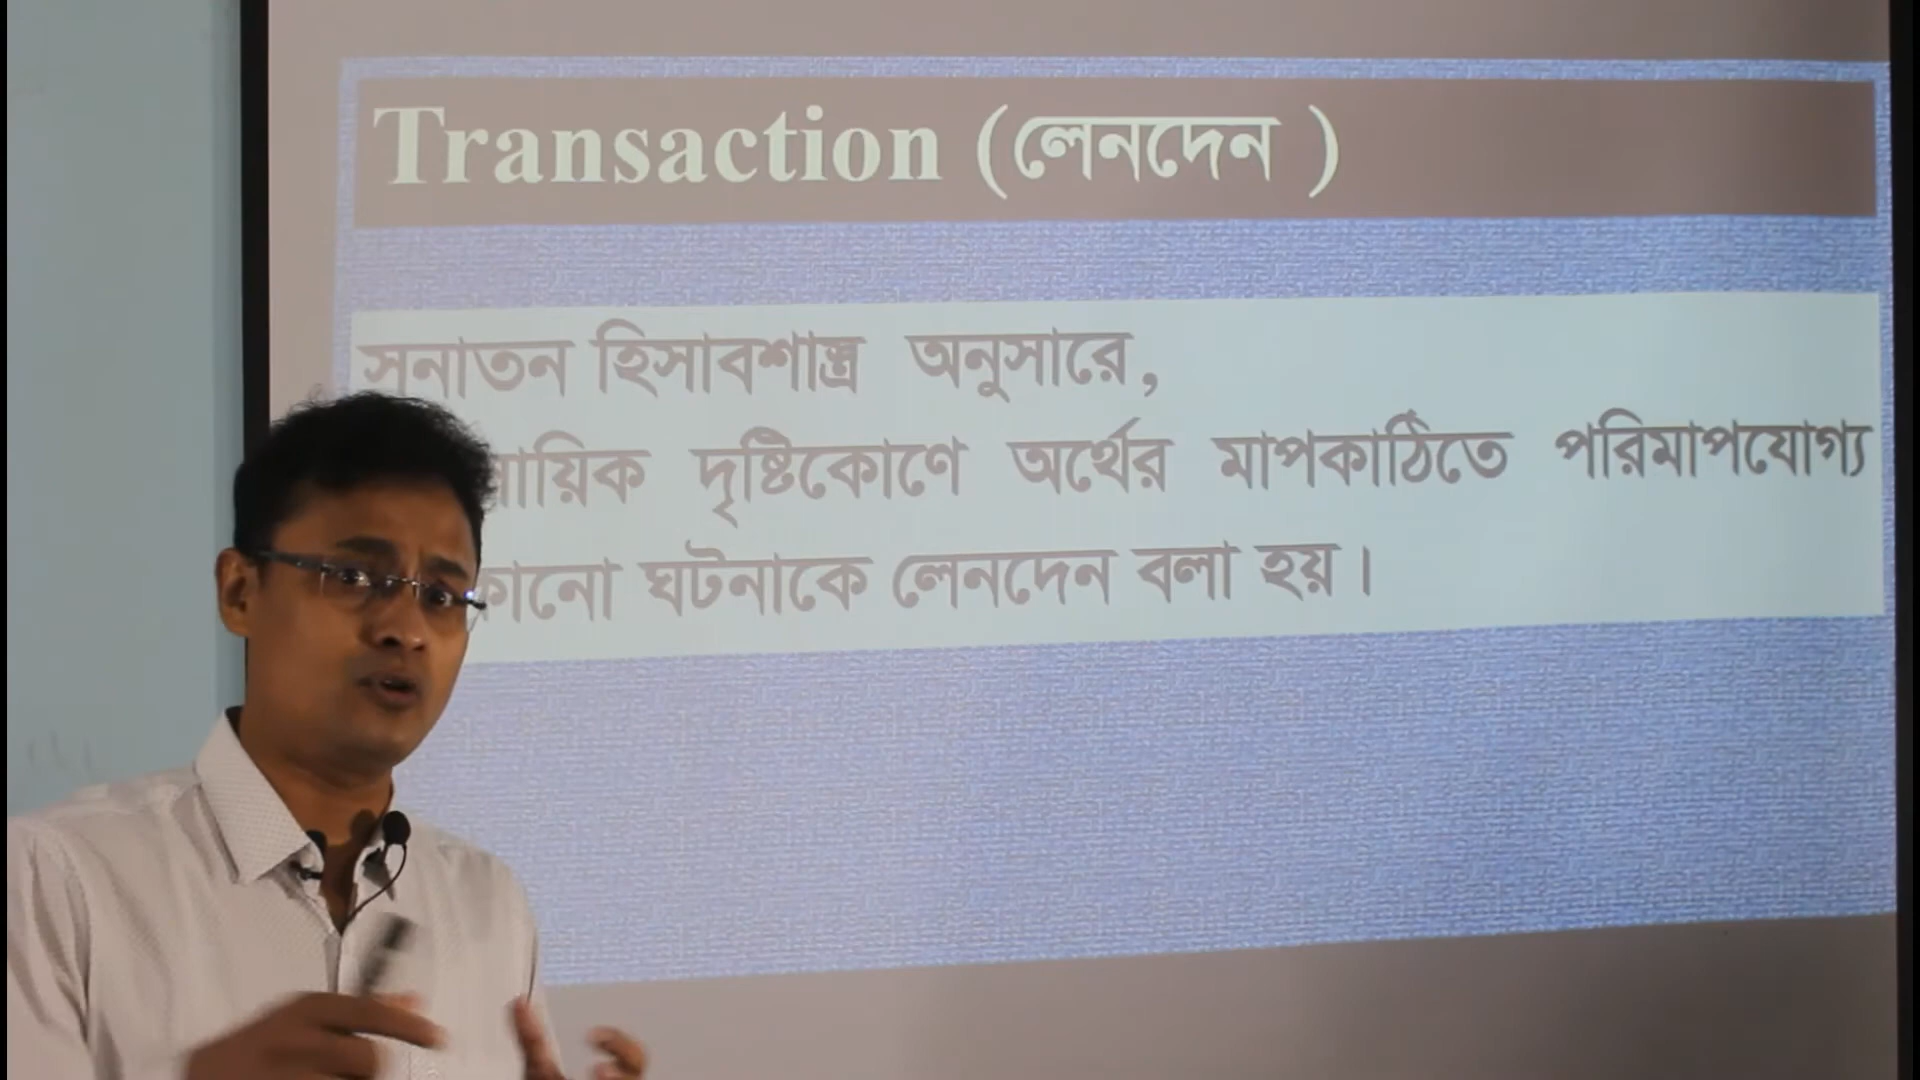 Transaction (লেনদেন )
সনাতন হিসাবশাস্ত্র অনুসারে,
দৃষ্টিকোণে অর্থের মাপকাঠিতে পরিমাপযোগ্য
ঘটনাকে লেনদেন বলা হয়।